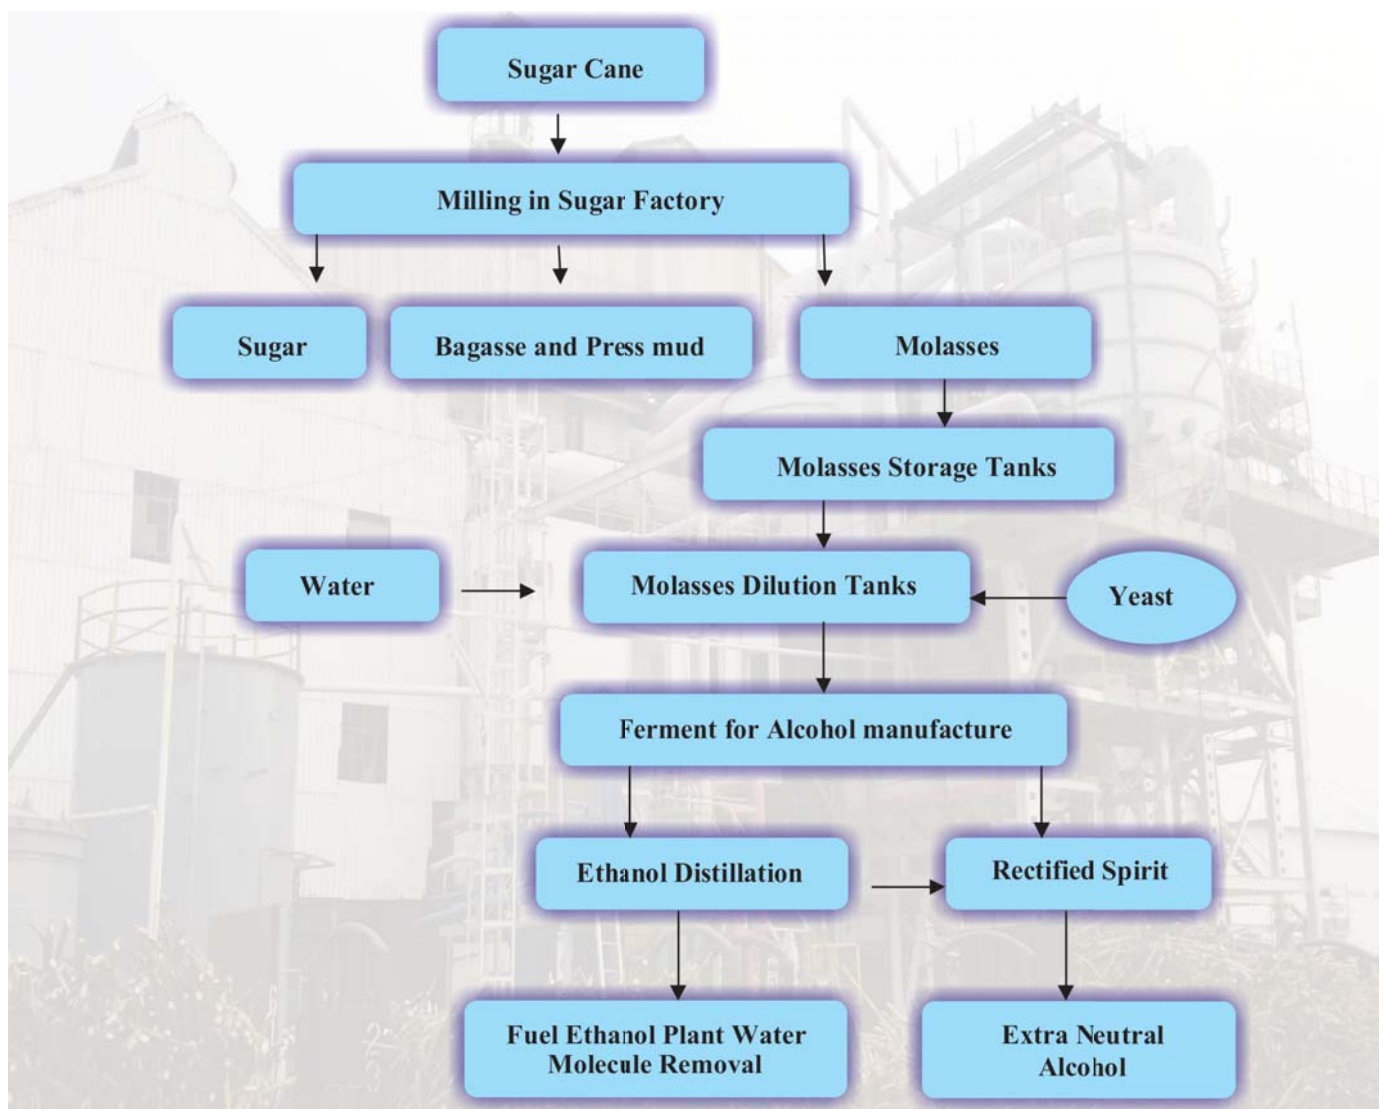 Sugar Cane
Milling in Sugar Factory
Sugar
Bagasse and Press mud
Molasses
Molasses Storage Tanks
Water
Molasses Dilution Tanks
Yeast
Ferment for Alcohol manufacture
Ethanol Distillation
Rectified Spirit
Fuel Ethanol Plant Water
Molecule Removal
Extra Neutral
Alcohol